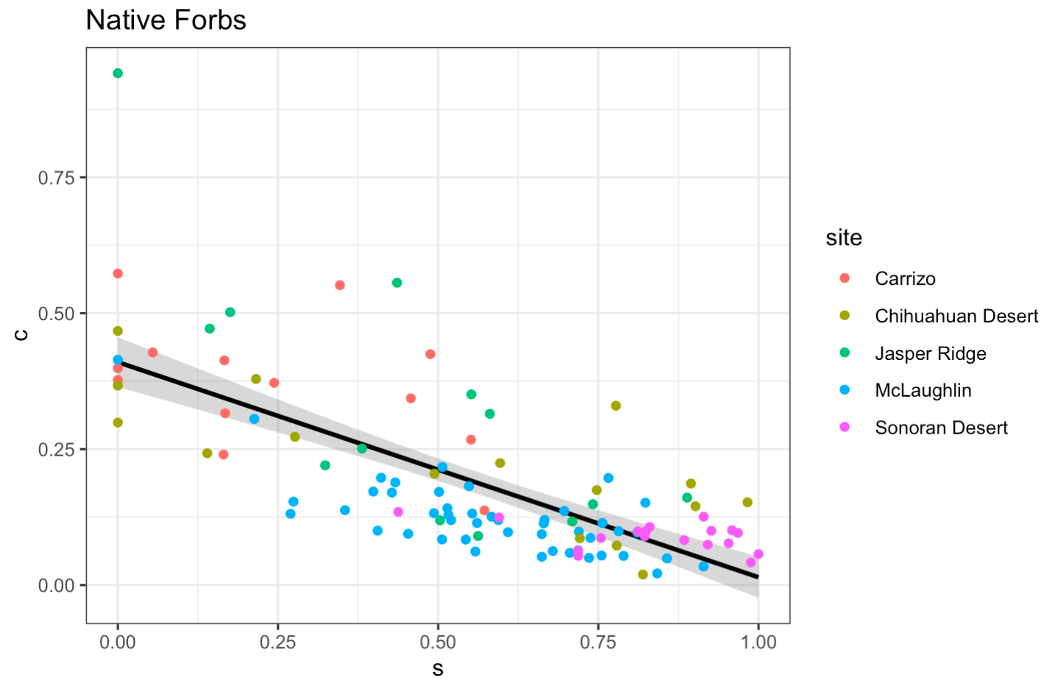 Native Forbs
c
0.75
0.50
0.25
0.00
0.00 0.25 0.50 0.75 1.00
s
site
Carrizo
Chihuahuan Desert
Jasper Ridge
McLaughlin
Sonoran Desert